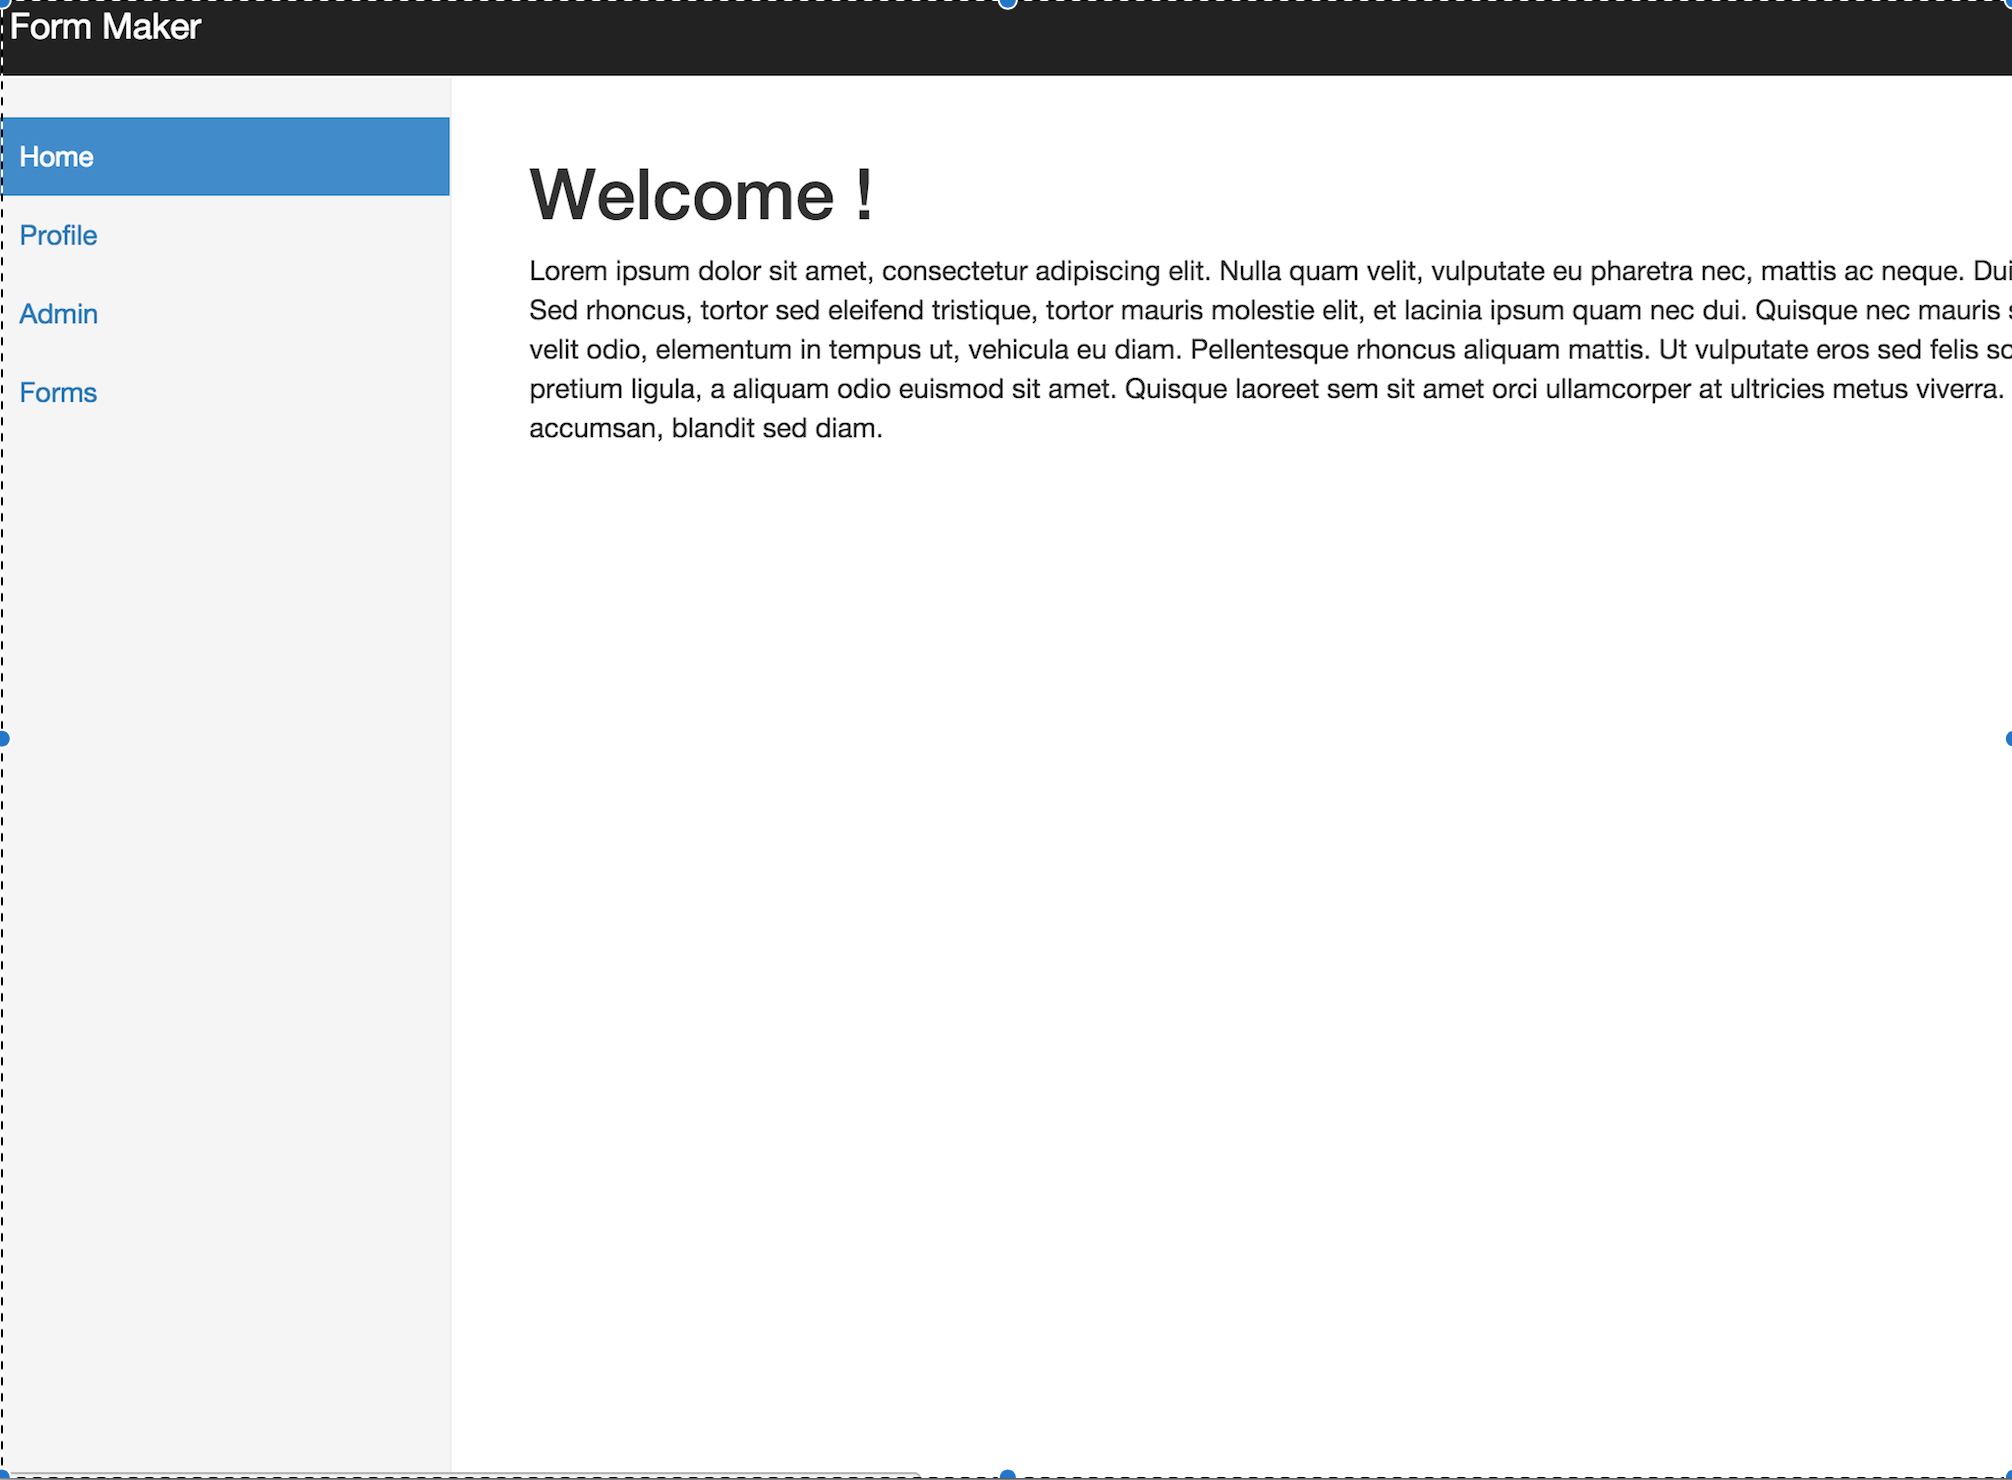 Form Maker
Home
Profile
Admin
Forms
Welcome !
Lorem ipsum dolor sit amet, consectetur adipiscing elit. Nulla quam velit, vulputate eu pharetra nec, mattis ac neque. Dui
Sed rhoncus, tortor sed eleifend tristique, tortor mauris molestie elit, et lacinia ipsum quam nec dui. Quisque nec mauris
velit odio, elementum in tempus ut, vehicula eu diam. Pellentesque rhoncus aliquam mattis. Ut vulputate eros sed felis
pretium ligula, a aliquam odio euismod sit amet. Quisque laoreet sem sit amet orci ullamcorper at ultricies metus viverra.
accumsan, blandit sed diam.